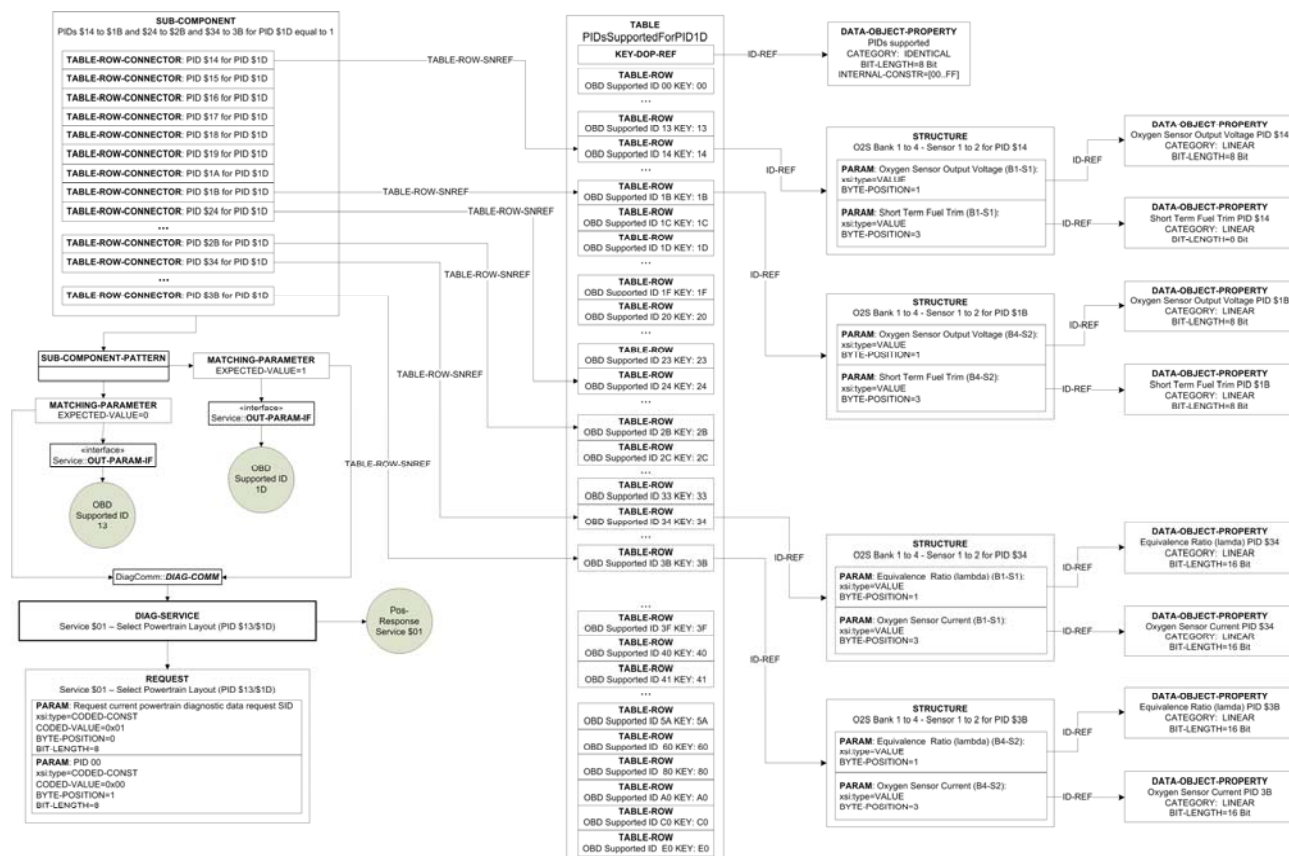 SUB-COMPONENT
PIDs $14 to $1B and $24 to $2B and $34 to 3B for PID $1D equal to 1
TABLE-ROW-CONNECTOR: PID $14 for PID $1D
TABLE-ROW-CONNECTOR: PID $15 for PID $1D
TABLE-ROW-CONNECTOR: PID $16 for PID $1D
TABLE-ROW-CONNECTOR: PID $17 for PID $1D
TABLE-ROW-CONNECTOR: PID $18 for PID $1D
TABLE-ROW-CONNECTOR: PID $19 for PID $1D
TABLE-ROW-CONNECTOR: PID $1A for PID $1D
TABLE-ROW-CONNECTOR: PID $1B for PID $1D
TABLE-ROW-CONNECTOR: PID $24 for PID $1D
...
TABLE-ROW-CONNECTOR: PID $2B for PID $1D
TABLE-ROW-CONNECTOR: PID $34 for PID $1D
...
TABLE-ROW-CONNECTOR: PID $3B for PID $1D
SUB-COMPONENT-PATTERN
MATCHING-PARAMETER
EXPECTED-VALUE=1
MATCHING-PARAMETER
EXPECTED-VALUE=0
«interface»
Service::OUT-PARAM-IF
«interface»
Service::OUT-PARAM-IF
OBD
Supported ID
1D
OBD
Supported ID
13
DiagComm::DIAG-COMM
DIAG-SERVICE
Service $01 – Select Powertrain Layout (PID $13/$1D)
Pos-
Response
Service $01
REQUEST
Service $01 – Select Powertrain Layout (PID $13/$1D)
PARAM: Request current powertrain diagnostic data request SID
xsi:type=CODED-CONST
CODED-VALUE=0x01
BYTE-POSITION=0
BIT-LENGTH=8
PARAM: PID 00
xsi:type=CODED-CONST
CODED-VALUE=0x00
BYTE-POSITION=1
BIT-LENGTH=8
TABLE-ROW-SNREF
TABLE-ROW-SNREF
TABLE-ROW-SNREF
TABLE-ROW-SNREF
TABLE-ROW-SNREF
TABLE-ROW-SNREF
TABLE
PIDsSupportedForPID1D
KEY-DOP-REF
TABLE-ROW
OBD Supported ID 00 KEY: 00
...
TABLE-ROW
OBD Supported ID 13 KEY: 13
TABLE-ROW
OBD Supported ID 14 KEY: 14
...
TABLE-ROW
OBD Supported ID 1B KEY: 1B
TABLE-ROW
OBD Supported ID 1C KEY: 1C
TABLE-ROW
OBD Supported ID 1D KEY: 1D
...
TABLE-ROW
OBD Supported ID 1F KEY: 1F
TABLE-ROW
OBD Supported ID 20 KEY: 20
...
TABLE-ROW
OBD Supported ID 23 KEY: 23
TABLE-ROW
OBD Supported ID 24 KEY: 24
...
TABLE-ROW
OBD Supported ID 2B KEY: 2B
TABLE-ROW
OBD Supported ID 2C KEY: 2C
...
TABLE-ROW
OBD Supported ID 33 KEY: 33
TABLE-ROW
OBD Supported ID 34 KEY: 34
...
TABLE-ROW
OBD Supported ID 3B KEY: 3B
...
TABLE-ROW
OBD Supported ID 3F KEY: 3F
TABLE-ROW
OBD Supported ID 40 KEY: 40
TABLE-ROW
OBD Supported ID 41 KEY: 41
...
TABLE-ROW
OBD Supported ID 5A KEY: 5A
TABLE-ROW
OBD Supported ID 60 KEY: 60
TABLE-ROW
OBD Supported ID 80 KEY: 80
TABLE-ROW
OBD Supported ID A0 KEY: A0
TABLE-ROW
OBD Supported ID C0 KEY: C0
TABLE-ROW
OBD Supported ID E0 KEY: E0
ID-REF
DATA-OBJECT-PROPERTY
PIDs supported
CATEGORY: IDENTICAL
BIT-LENGTH=8 Bit
INTERNAL-CONSTR=[00..FF]
ID-REF
STRUCTURE
O2S Bank 1 to 4 - Sensor 1 to 2 for PID $14
PARAM: Oxygen Sensor Output Voltage (B1-S1):
xsi:type=VALUE
BYTE-POSITION=1
PARAM: Short Term Fuel Trim (B1-S1):
xsi:type=VALUE
BYTE-POSITION=3
ID-REF
DATA-OBJECT-PROPERTY
Oxygen Sensor Output Voltage PID $14
CATEGORY: LINEAR
BIT-LENGTH=8 Bit
ID-REF
DATA-OBJECT-PROPERTY
Short Term Fuel Trim PID $14
CATEGORY: LINEAR
BIT-LENGTH=8 Bit
ID-REF
STRUCTURE
O2S Bank 1 to 4 - Sensor 1 to 2 for PID $1B
PARAM: Oxygen Sensor Output Voltage (B4-S2):
xsi:type=VALUE
BYTE-POSITION=1
PARAM: Short Term Fuel Trim (B4-S2):
xsi:type=VALUE
BYTE-POSITION=3
ID-REF
DATA-OBJECT-PROPERTY
Oxygen Sensor Output Voltage PID $1B
CATEGORY: LINEAR
BIT-LENGTH=8 Bit
ID-REF
DATA-OBJECT-PROPERTY
Short Term Fuel Trim PID $1B
CATEGORY: LINEAR
BIT-LENGTH=8 Bit
ID-REF
STRUCTURE
O2S Bank 1 to 4 - Sensor 1 to 2 for PID $34
PARAM: Equivalence Ratio (lambda) (B1-S1):
xsi:type=VALUE
BYTE-POSITION=1
PARAM: Oxygen Sensor Current (B1-S1):
xsi:type=VALUE
BYTE-POSITION=3
ID-REF
DATA-OBJECT-PROPERTY
Equivalence Ratio (lamda) PID $34
CATEGORY: LINEAR
BIT-LENGTH=16 Bit
ID-REF
DATA-OBJECT-PROPERTY
Oxygen Sensor Current PID $34
CATEGORY: LINEAR
BIT-LENGTH=16 Bit
ID-REF
STRUCTURE
O2S Bank 1 to 4 - Sensor 1 to 2 for PID $3B
PARAM: Equivalence Ratio (lambda) (B4-S2):
xsi:type=VALUE
BYTE-POSITION=1
PARAM: Oxygen Sensor Current (B4-S2):
xsi:type=VALUE
BYTE-POSITION=3
ID-REF
DATA-OBJECT-PROPERTY
Equivalence Ratio (lamda) PID $3B
CATEGORY: LINEAR
BIT-LENGTH=16 Bit
ID-REF
DATA-OBJECT-PROPERTY
Oxygen Sensor Current PID 3B
CATEGORY: LINEAR
BIT-LENGTH=16 Bit